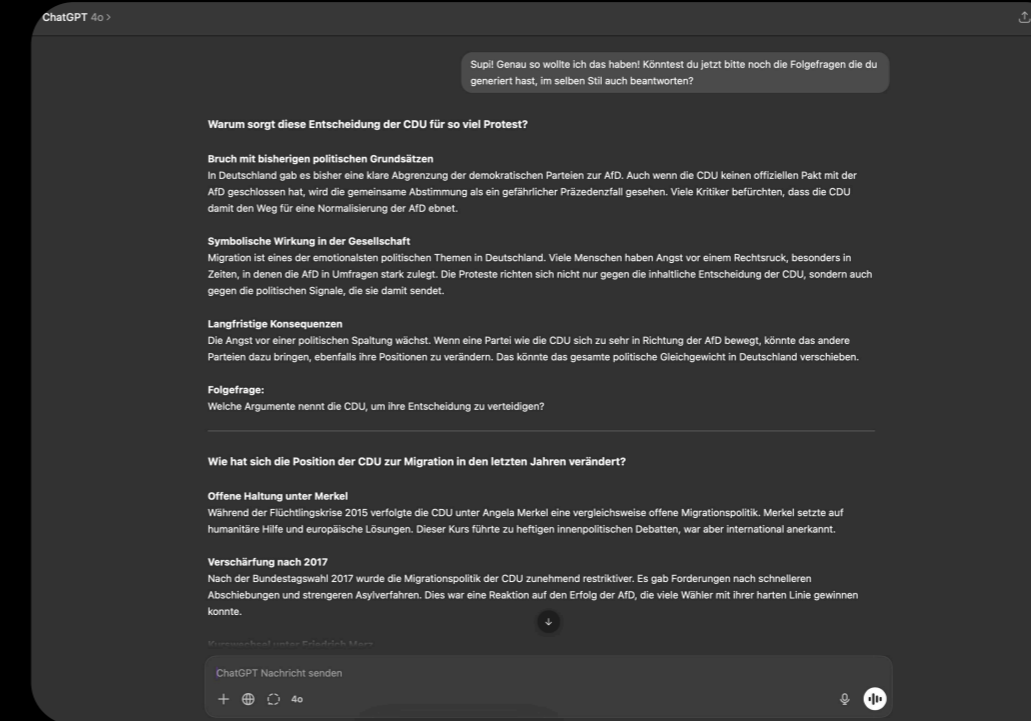 ChatGPT 4o >
Supi! Genau so wollte ich das haben! Könntest du jetzt bitte noch die Folgefragen die du
generiert hast, im selben Stil auch beantworten?
Warum sorgt diese Entscheidung der CDU für so viel Protest?
Bruch mit bisherigen politischen Grundsätzen
In Deutschland gab es bisher eine klare Abgrenzung der demokratischen Parteien zur AfD. Auch wenn die CDU keinen offiziellen Pakt mit der
AfD geschlossen hat, wird die gemeinsame Abstimmung als ein gefährlicher Präzedenzfall gesehen. Viele Kritiker befürchten, dass die CDU
damit den Weg für eine Normalisierung der AfD ebnet.
Symbolische Wirkung in der Gesellschaft
Migration ist eines der emotionalsten politischen Themen in Deutschland. Viele Menschen haben Angst vor einem Rechtsruck, besonders in
Zeiten, in denen die AfD in Umfragen stark zulegt. Die Proteste richten sich nicht nur gegen die inhaltliche Entscheidung der CDU, sondern auch
gegen die politischen Signale, die sie damit sendet.
Langfristige Konsequenzen
Die Angst vor einer politischen Spaltung wächst. Wenn eine Partei wie die CDU sich zu sehr in Richtung der AfD bewegt, könnte das andere
Parteien dazu bringen, ebenfalls ihre Positionen zu verändern. Das könnte das gesamte politische Gleichgewicht in Deutschland verschieben.
Folgefrage:
Welche Argumente nennt die CDU, um ihre Entscheidung zu verteidigen?
Wie hat sich die Position der CDU zur Migration in den letzten Jahren verändert?
Offene Haltung unter Merkel
Während der Flüchtlingskrise 2015 verfolgte die CDU unter Angela Merkel eine vergleichsweise offene Migrationspolitik. Merkel setzte auf
humanitäre Hilfe und europäische Lösungen. Dieser Kurs führte zu heftigen innenpolitischen Debatten, war aber international anerkannt.
Verschärfung nach 2017
Nach der Bundestagswahl 2017 wurde die Migrationspolitik der CDU zunehmend restriktiver. Es gab Forderungen nach schnelleren
Abschiebungen und strengeren Asylverfahren. Dies war eine Reaktion auf den Erfolg der AfD, die viele Wähler mit ihrer harten Linie gewinnen
konnte.
Kurswechsel unter Friedrich Merz
ChatGPT Nachricht senden
4o